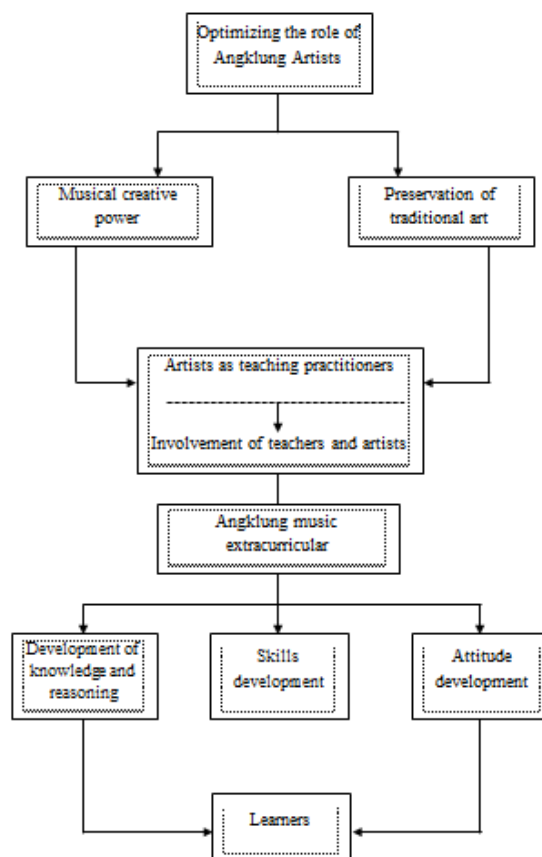 Optimizing the role of
Angklung Artists
Musical creative
power
Preservation of
traditional art
Artists as teaching practitioners
Involvement of teachers and artists
Angklung music
extracurricular
Development of
knowledge and
reasoning
Skills
development
Attitude
development
Learners